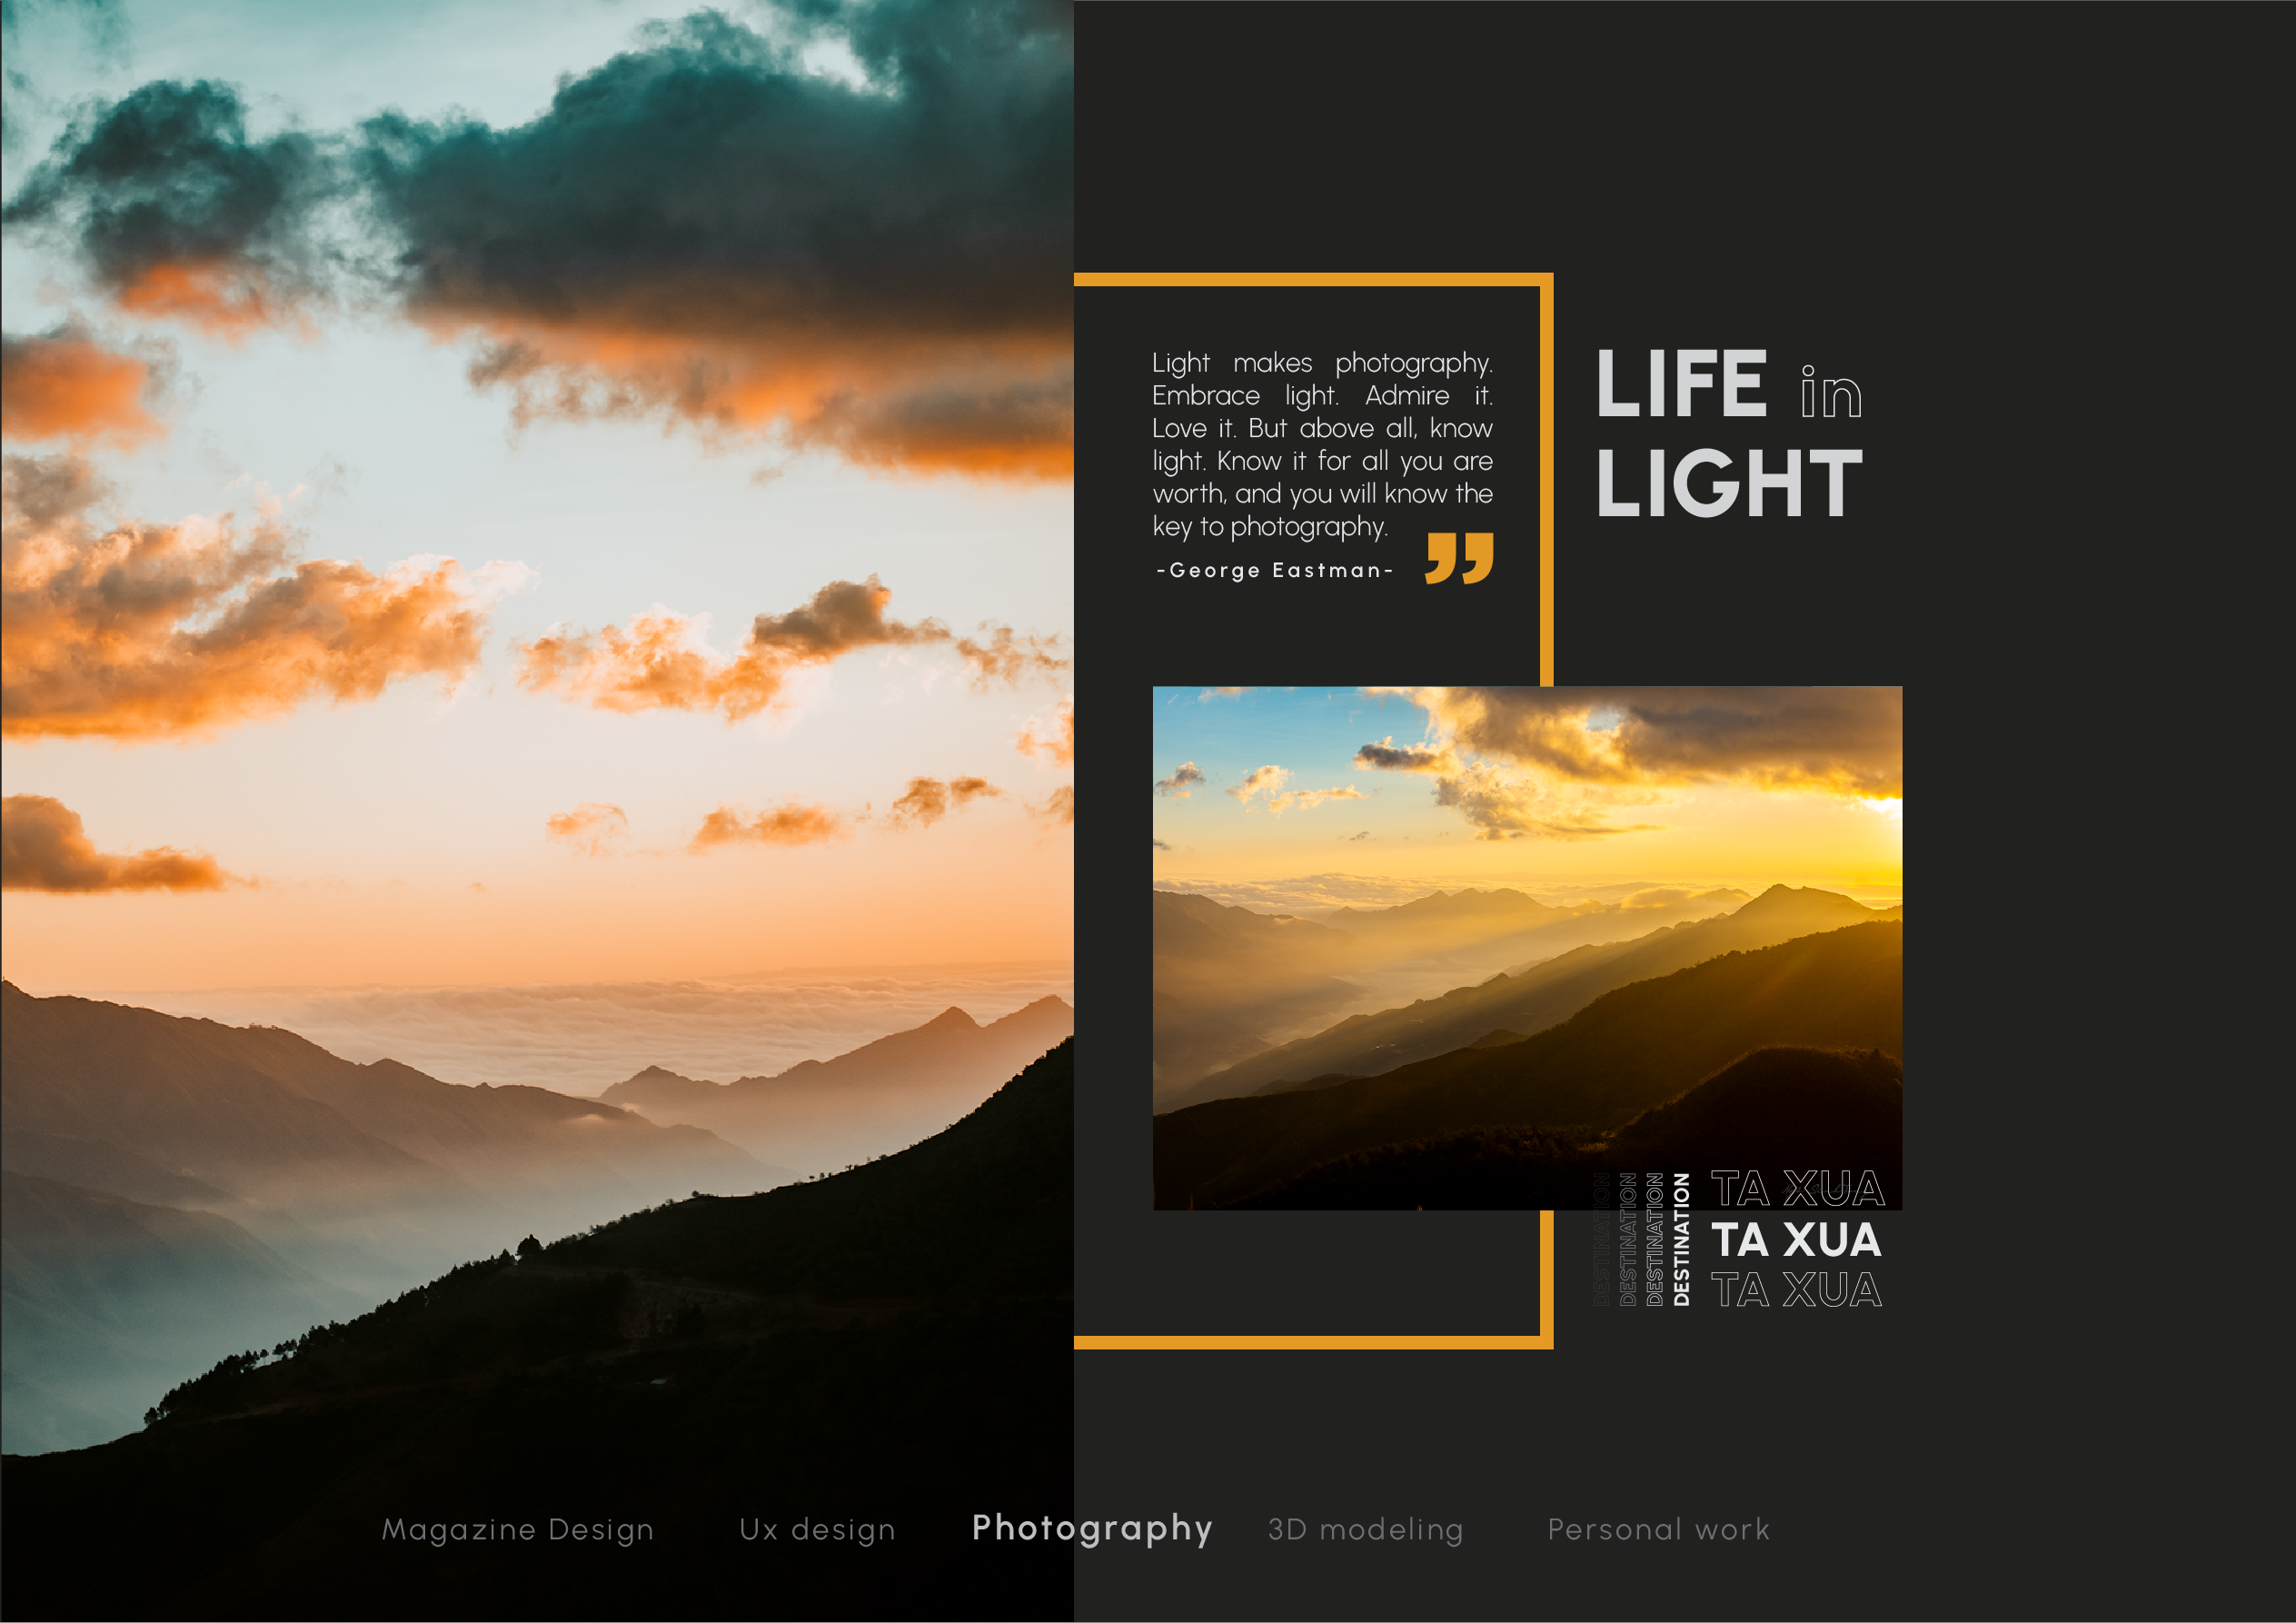 Light makes photography.
Embrace light. Admire it.
Love it. But above all, know
light. Know it for all you are
worth, and you will know the
key to photography.
-George Eastman-
”
LIFE in
LIGHT
DESTINATION
DESTINATION
DESTINATION
DESTINATION
TA XUA
TA XUA
TA XUA
Magazine Design
Ux design
Photography
3D modeling
Personal work